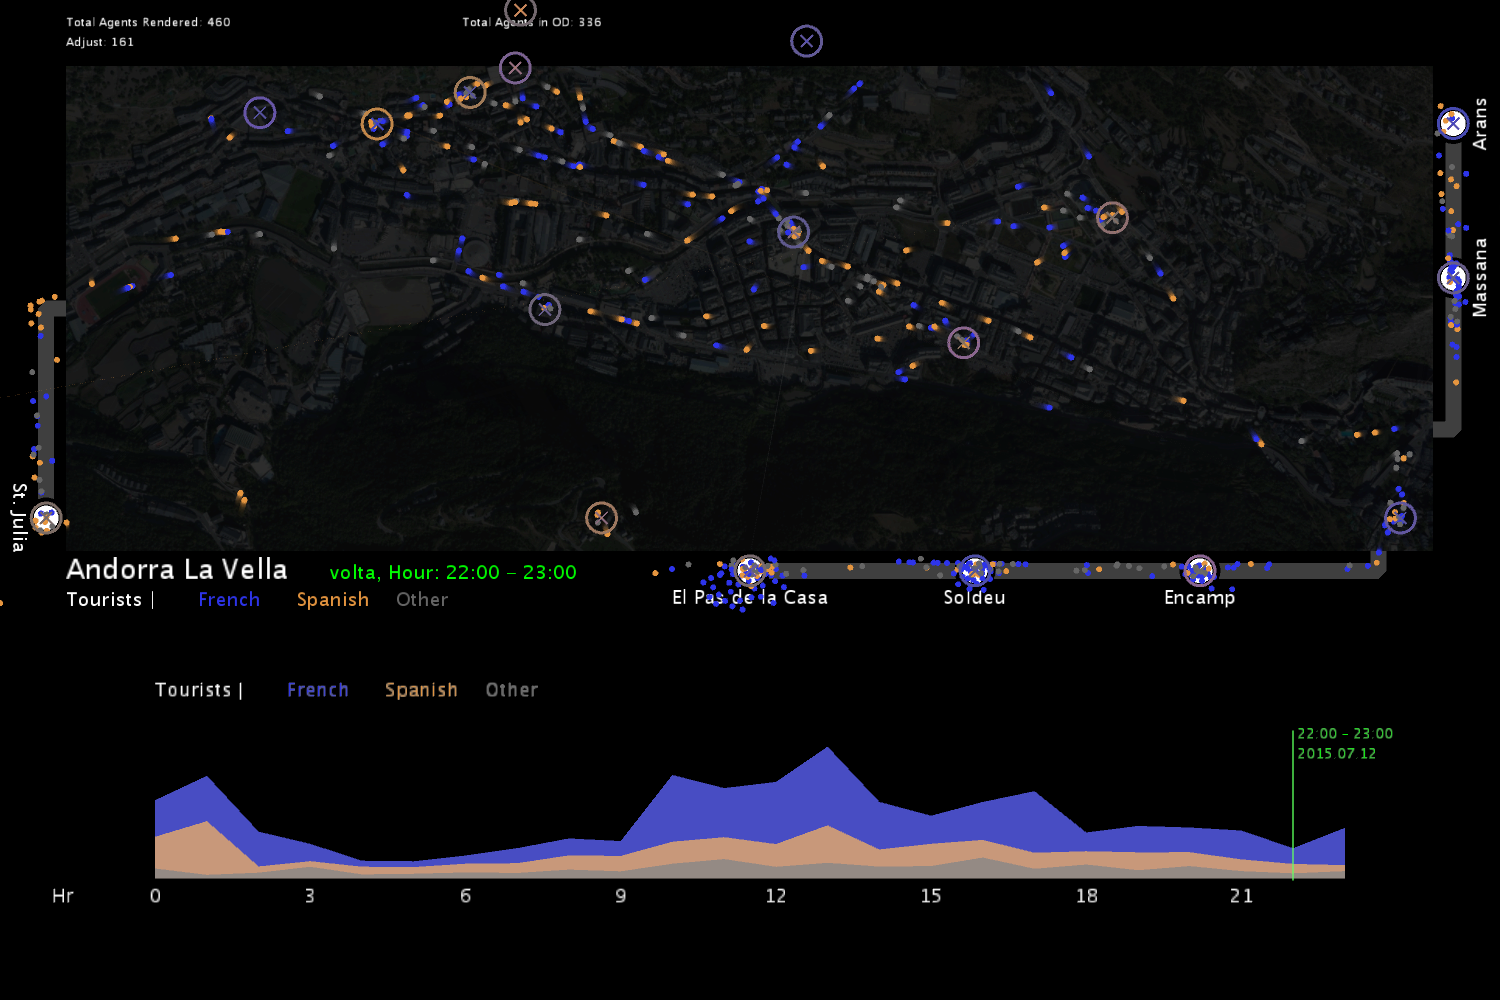 Total Agents Rendered: 460
Total Agents in OD: 336
Adjust: 161
Arans
Massana
St. Julia
Andorra La Vella
volta, Hour: 22:00 – 23:00
Tourists | French Spanish Other
El Pas de la Casa
Soldeu
Encamp
Tourists | French Spanish Other
22:00 – 23:00
2015.07.12
Hr 0 3 6 9 12 15 18 21